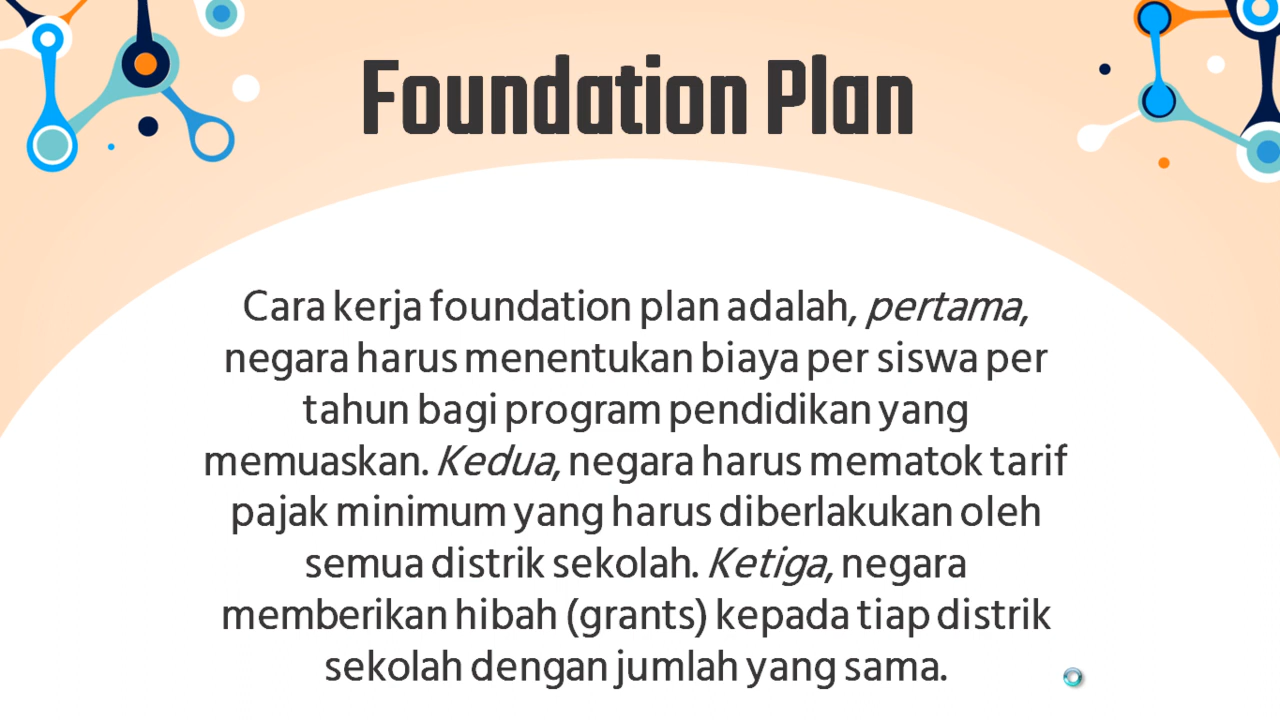 Foundation Plan
Cara kerja foundation plan adalah, pertama,
negara harus menentukan biaya per siswa per
tahun bagi program pendidikan yang
memuaskan. Kedua, negara harus mematok tarif
pajak minimum yang harus diberlakukan oleh
semua distrik sekolah. Ketiga, negara
memberikan hibah (grants) kepada tiap distrik
sekolah dengan jumlah yang sama.